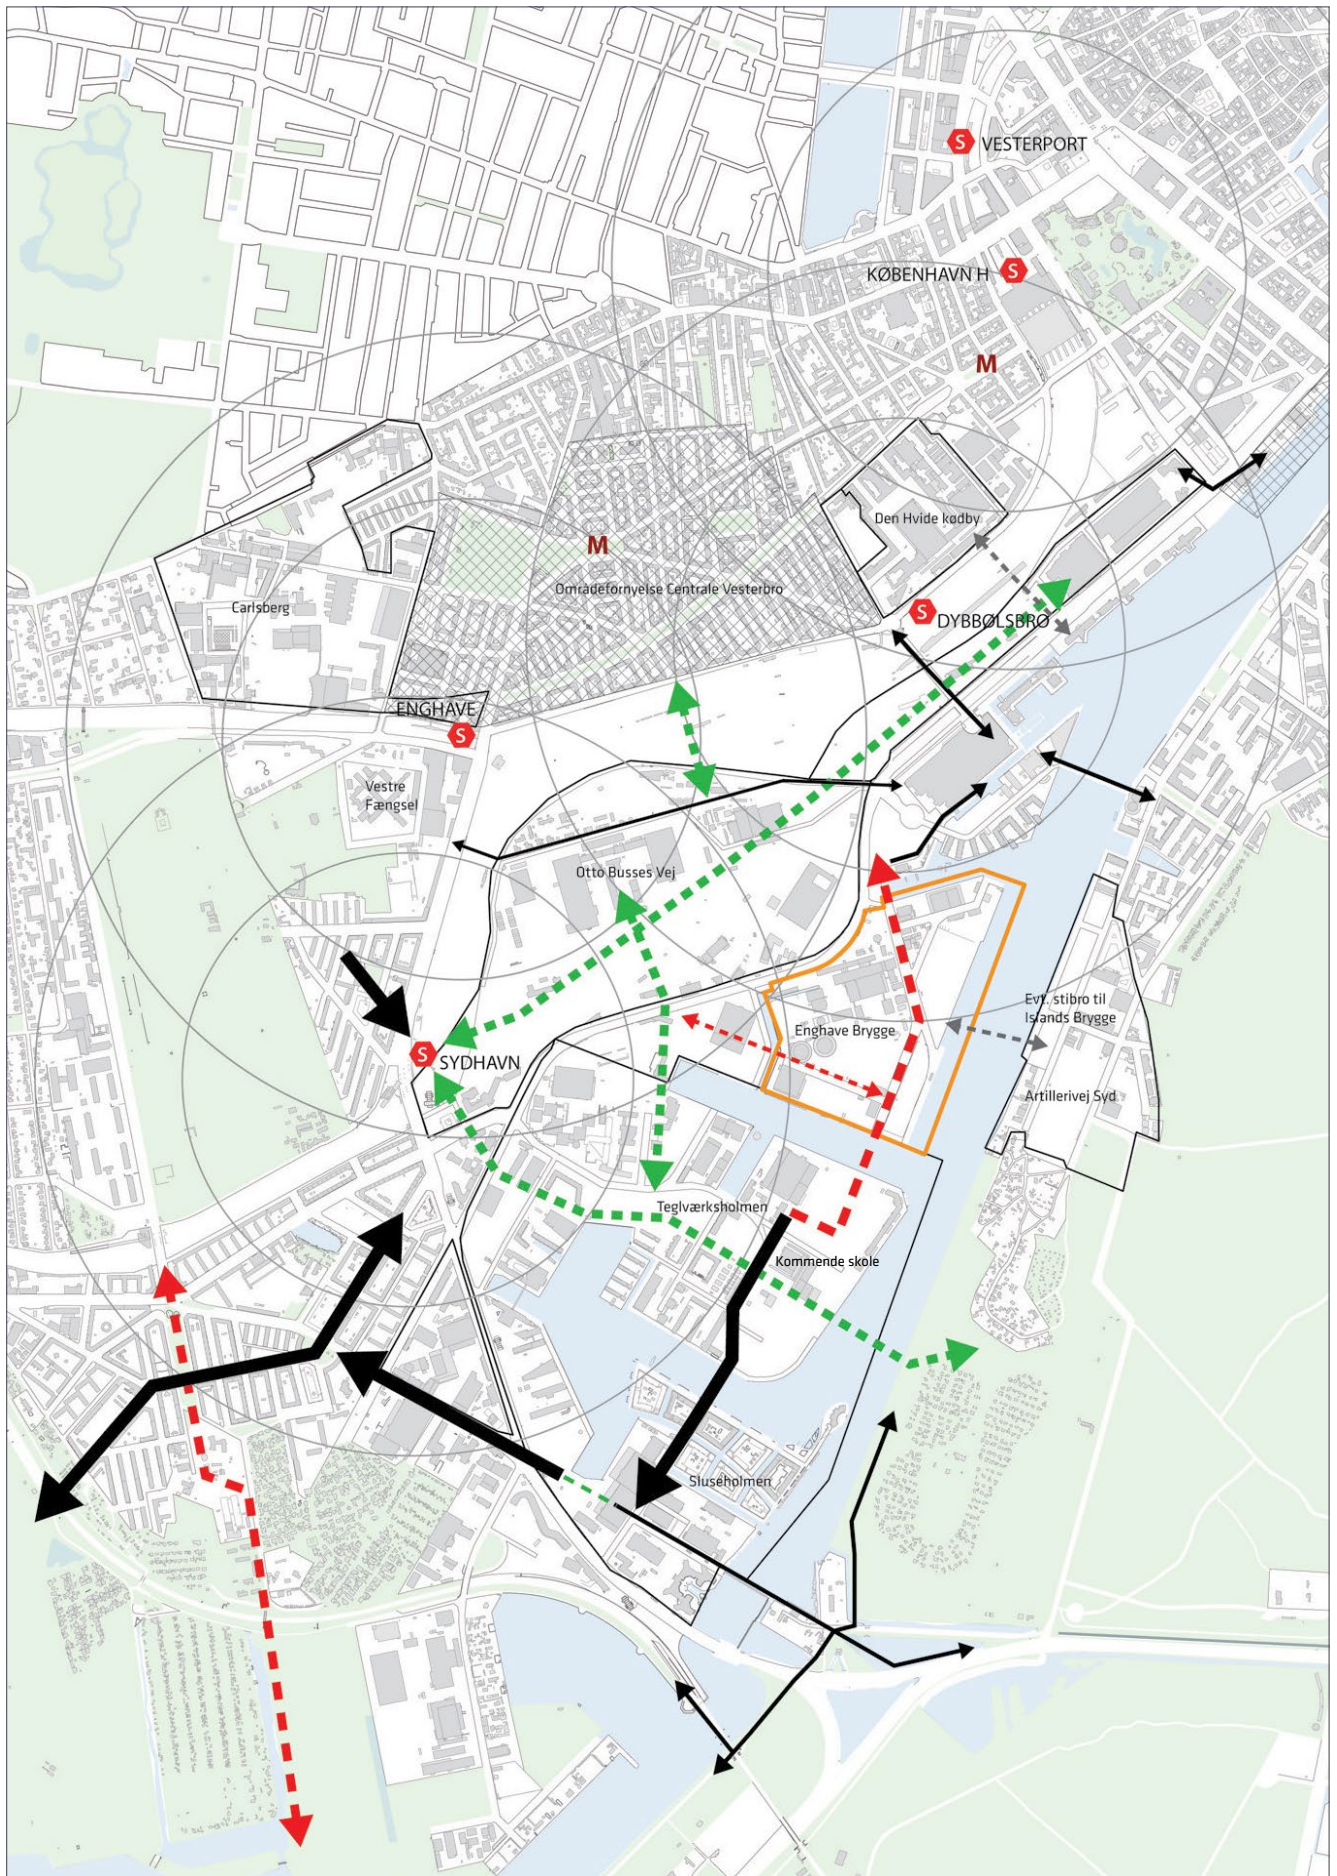 S VESTERPORT
KØBENHAVN H S
M
Den Hvide kødby
M
Områdefornyelse Centrale Vesterbro
Carlsberg
S DYBBØLSBRO
ENGHAVE
S
Vestre
Fængsel
Otto Busses Vej
Evt. stibro til
Islands Brygge
Enghave Brygge
S SYDHAVN
Artillerivej Syd
Teglværksholmen
Kommende skole
Sluseholmen